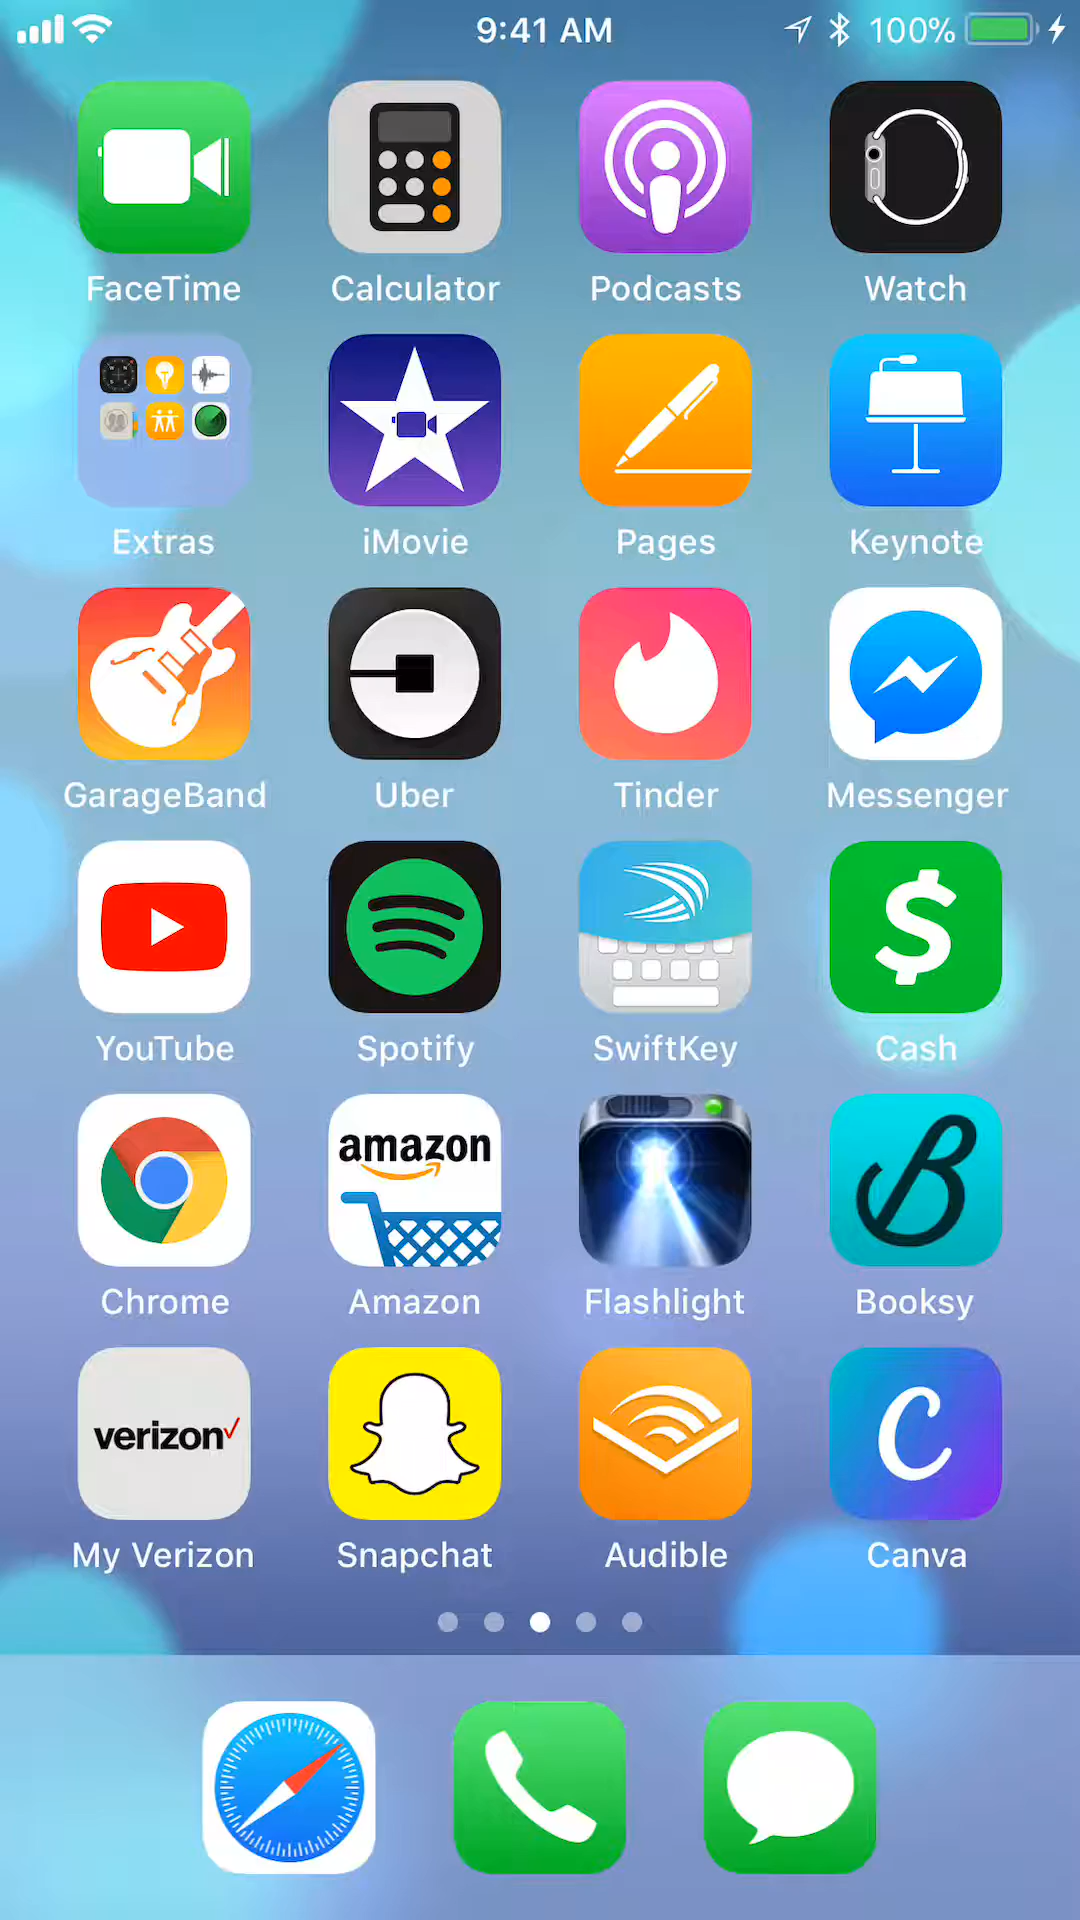 9:41 AM 100%
FaceTime Calculator Podcasts Watch
Extras iMovie Pages Keynote
GarageBand Uber Tinder Messenger
YouTube Spotify SwiftKey Cash
amazon
Chrome Amazon Flashlight Booksy
verizon
My Verizon Snapchat Audible Canva